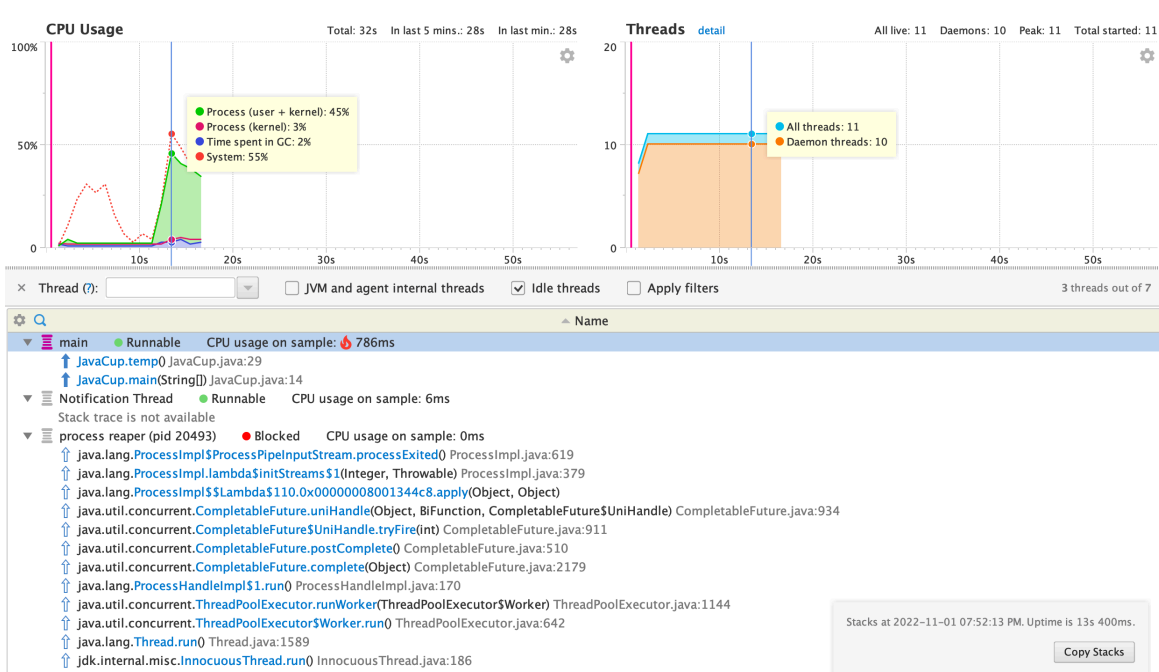 CPU Usage
Total: 32s In last 5 mins.: 28s In last min.: 28s
100%
Process (user + kernel): 45%
Process (kernel): 3%
Time spent in GC: 2%
System: 55%
50%
0
10s 20s 30s 40s 50s
Threads detail
All live: 11 Daemons: 10 Peak: 11 Total started: 11
20
All threads: 11
Daemon threads: 10
10
0
10s 20s 30s 40s 50s
× Thread (?): JVM and agent internal threads Idle threads Apply filters 3 threads out of 7
Name
main Runnable CPU usage on sample: 786ms
JavaCup.temp() JavaCup.java:29
JavaCup.main(String[]) JavaCup.java:14
Notification Thread Runnable CPU usage on sample: 6ms
Stack trace is not available
process reaper (pid 20493) Blocked CPU usage on sample: 0ms
java.lang.ProcessImpl$ProcessPipeInputStream.processExited() ProcessImpl.java:619
java.lang.ProcessImpl.lambda$initStreams$1(Integer, Throwable) ProcessImpl.java:379
java.lang.ProcessImpl$$Lambda$110.0x00000008001344c8.apply(Object, Object)
java.util.concurrent.CompletableFuture.uniHandle(Object, BiFunction, CompletableFuture$UniHandle) CompletableFuture.java:934
java.util.concurrent.CompletableFuture$UniHandle.tryFire(int) CompletableFuture.java:911
java.util.concurrent.CompletableFuture.postComplete() CompletableFuture.java:510
java.util.concurrent.CompletableFuture.complete(Object) CompletableFuture.java:2179
java.lang.ProcessHandleImpl$1.run() ProcessHandleImpl.java:170
java.util.concurrent.ThreadPoolExecutor.runWorker(ThreadPoolExecutor$Worker) ThreadPoolExecutor.java:1144
java.util.concurrent.ThreadPoolExecutor$Worker.run() ThreadPoolExecutor.java:642
java.lang.Thread.run() Thread.java:1589
jdk.internal.misc.InnocuousThread.run() InnocuousThread.java:186
Stacks at 2022-11-01 07:52:13 PM. Uptime is 13s 400ms.
Copy Stacks